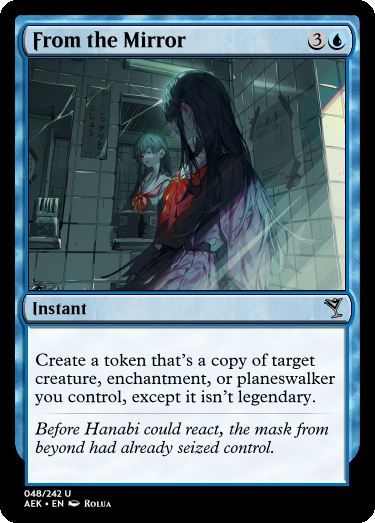 From the Mirror 3
Instant
Create a token that's a copy of target
creature, enchantment, or planeswalker
you control, except it isn't legendary.
Before Hanabi could react, the mask from
beyond had already seized control.
048/242 U
AEK • EN Rolua